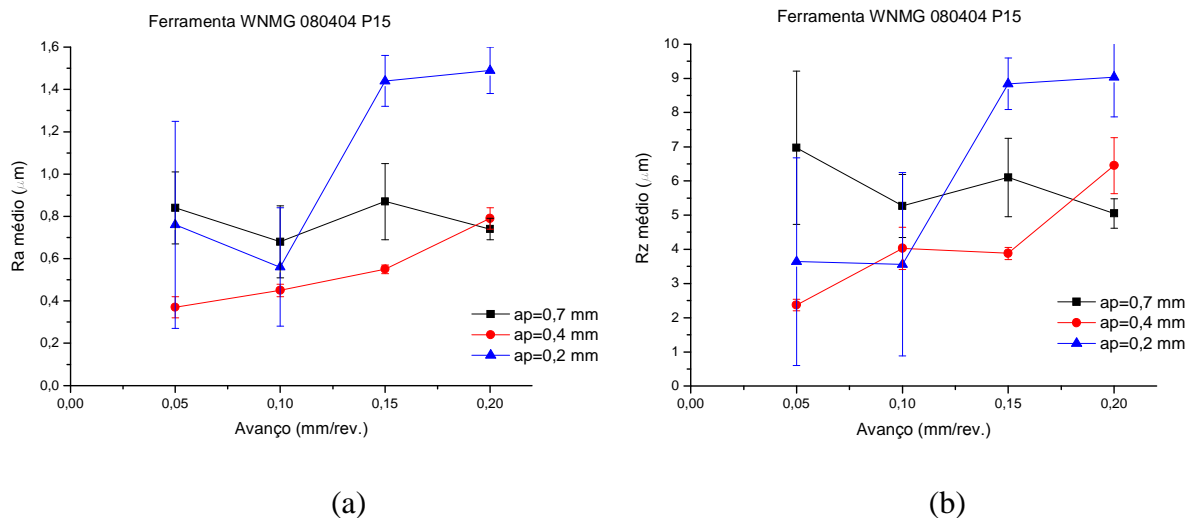 Ferramenta WNMG 080404 P15
1,6
1,4
1,2
1,0
0,8
0,6
0,4
0,2
0,0
Ra médio (μm)
ap=0,7 mm
ap=0,4 mm
ap=0,2 mm
0,00 0,05 0,10 0,15 0,20
Avanço (mm/rev.)
(a)
Ferramenta WNMG 080404 P15
10
9
8
7
6
5
4
3
2
1
0
Rz médio (μm)
ap=0,7 mm
ap=0,4 mm
ap=0,2 mm
0,00 0,05 0,10 0,15 0,20
Avanço (mm/rev.)
(b)